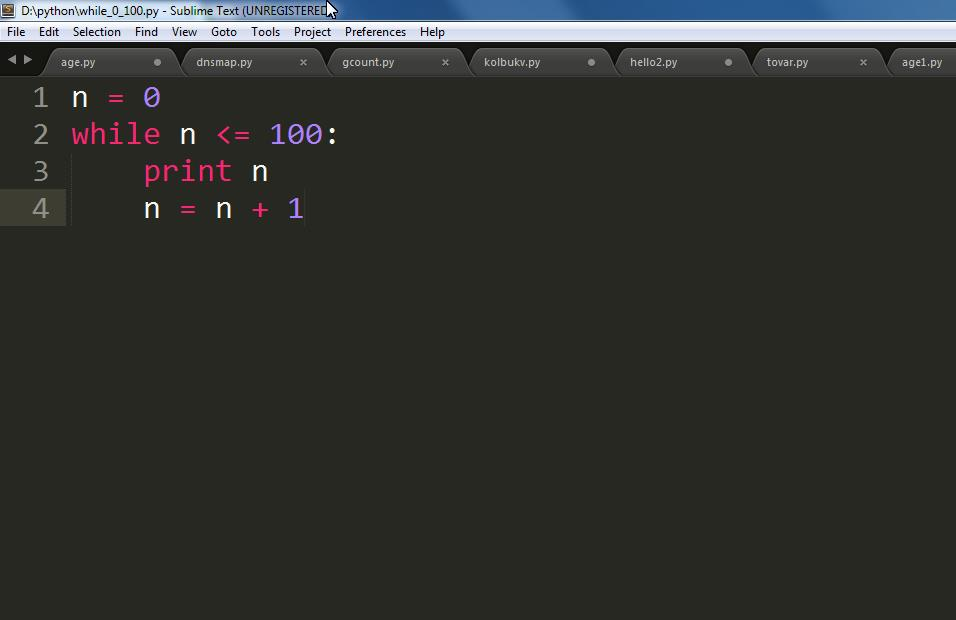 D:\python\while_0_100.py - Sublime Text (UNREGISTERED)
File Edit Selection Find View Goto Tools Project Preferences Help
age.py dnsmap.py gcount.py kolbukv.py hello2.py tovar.py age1.py
1 n = 0
2 while n <= 100:
3     print n
4     n = n + 1